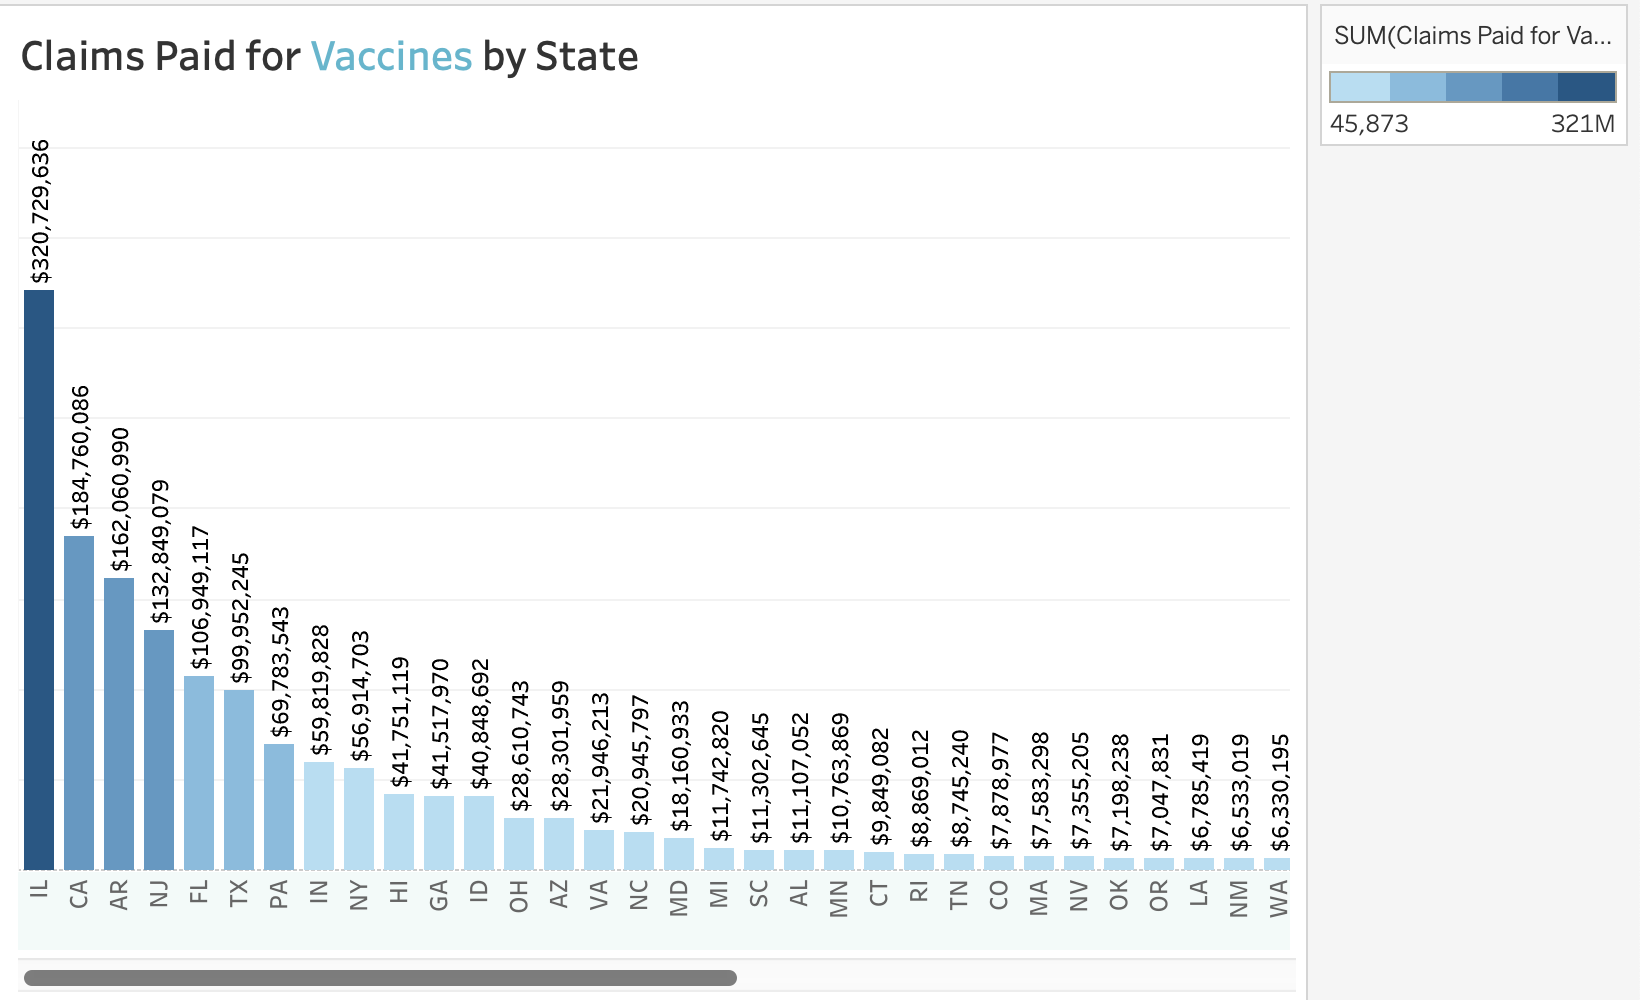 Claims Paid for Vaccines by State
SUM(Claims Paid for Va...
45,873 321M
$320,729,636
$184,760,086
$162,060,990
$132,849,079
$106,949,117
$99,952,245
$69,783,543
$59,819,828
$56,914,703
$41,751,119
$41,517,970
$40,848,692
$28,610,743
$28,301,959
$21,946,213
$20,945,797
$18,160,933
$11,742,820
$11,302,645
$11,107,052
$10,763,869
$9,849,082
$8,869,012
$8,745,240
$7,878,977
$7,583,298
$7,355,205
$7,198,238
$7,047,831
$6,785,419
$6,533,019
$6,330,195
IL
CA
AR
NJ
FL
TX
PA
IN
NY
HI
GA
ID
OH
AZ
VA
NC
MD
MI
SC
AL
MN
CT
RI
TN
CO
MA
NV
OK
OR
LA
NM
WA